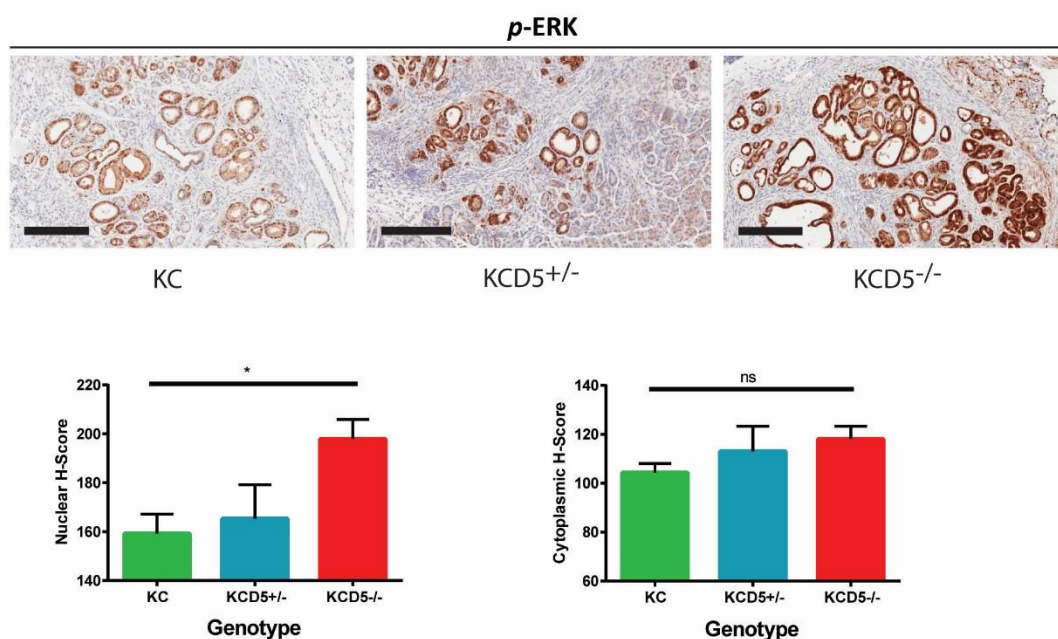 p-ERK
KC KCD5+/- KCD5-/-
*
220
200
180
160
140
Nuclear H-Score
KC KCD5+/- KCD5-/-
Genotype
ns
140
120
100
80
60
Cytoplasmic H-Score
KC KCD5+/- KCD5-/-
Genotype